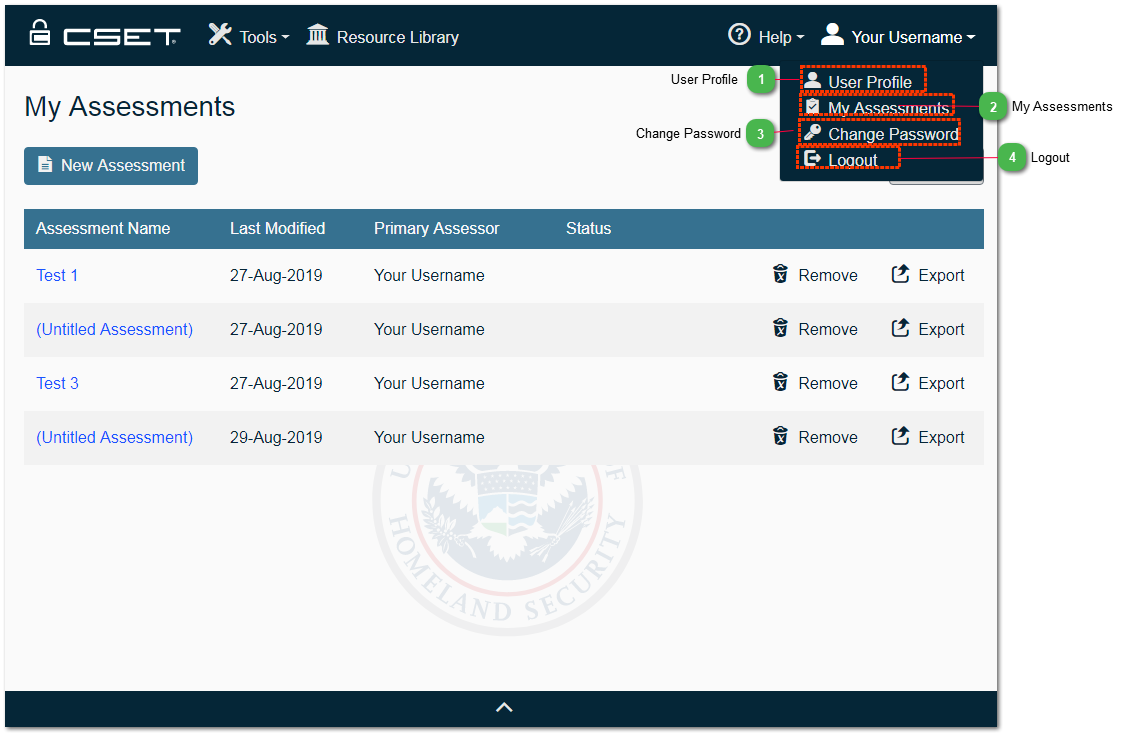 CSET Tools Resource Library Help Your Username
User Profile 1 User Profile
My Assessments 2 My Assessments
Change Password 3 Change Password
Logout 4 Logout
My Assessments
New Assessment
Assessment Name Last Modified Primary Assessor Status
Test 1 27-Aug-2019 Your Username Remove Export
(Untitled Assessment) 27-Aug-2019 Your Username Remove Export
Test 3 27-Aug-2019 Your Username Remove Export
(Untitled Assessment) 29-Aug-2019 Your Username Remove Export
HOMELAND SECURITY